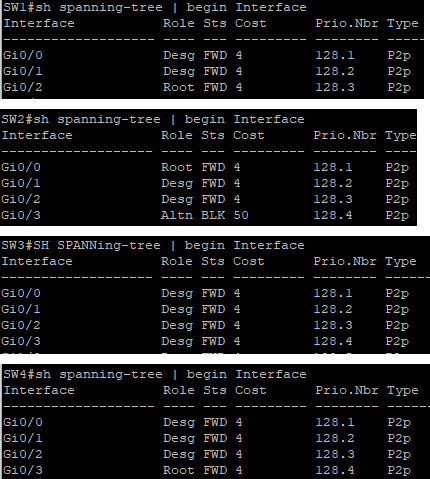 SW1#sh spanning-tree | begin Interface
Interface Role Sts Cost Prio.Nbr Type
------------------- ---- --- --------- -------- ------
Gi0/0 Desg FWD 4 128.1 P2p
Gi0/1 Desg FWD 4 128.2 P2p
Gi0/2 Root FWD 4 128.3 P2p
SW2#sh spanning-tree | begin Interface
Interface Role Sts Cost Prio.Nbr Type
------------------- ---- --- --------- -------- -----
Gi0/0 Root FWD 4 128.1 P2p
Gi0/1 Desg FWD 4 128.2 P2p
Gi0/2 Desg FWD 4 128.3 P2p
Gi0/3 Altn BLK 50 128.4 P2p
SW3#SH SPANNing-tree | begin Interface
Interface Role Sts Cost Prio.Nbr Type
------------------- ---- --- --------- -------- ------
Gi0/0 Desg FWD 4 128.1 P2p
Gi0/1 Desg FWD 4 128.2 P2p
Gi0/2 Desg FWD 4 128.3 P2p
Gi0/3 Desg FWD 4 128.4 P2p
SW4#sh spanning-tree | begin Interface
Interface Role Sts Cost Prio.Nbr Type
------------------- ---- --- --------- -------- ------
Gi0/0 Desg FWD 4 128.1 P2p
Gi0/1 Desg FWD 4 128.2 P2p
Gi0/2 Desg FWD 4 128.3 P2p
Gi0/3 Root FWD 4 128.4 P2p